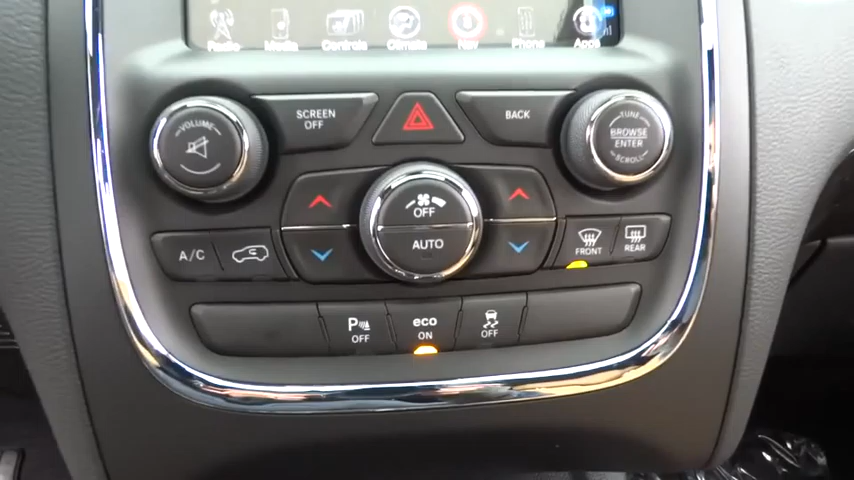 Radio Media Controls Climate Nav Phone Apps
VOLUME
SCREEN
OFF
BACK
TUNE
BROWSE
ENTER
SCROLL
OFF
AUTO
A/C
FRONT
REAR
P
OFF
eco
ON
OFF